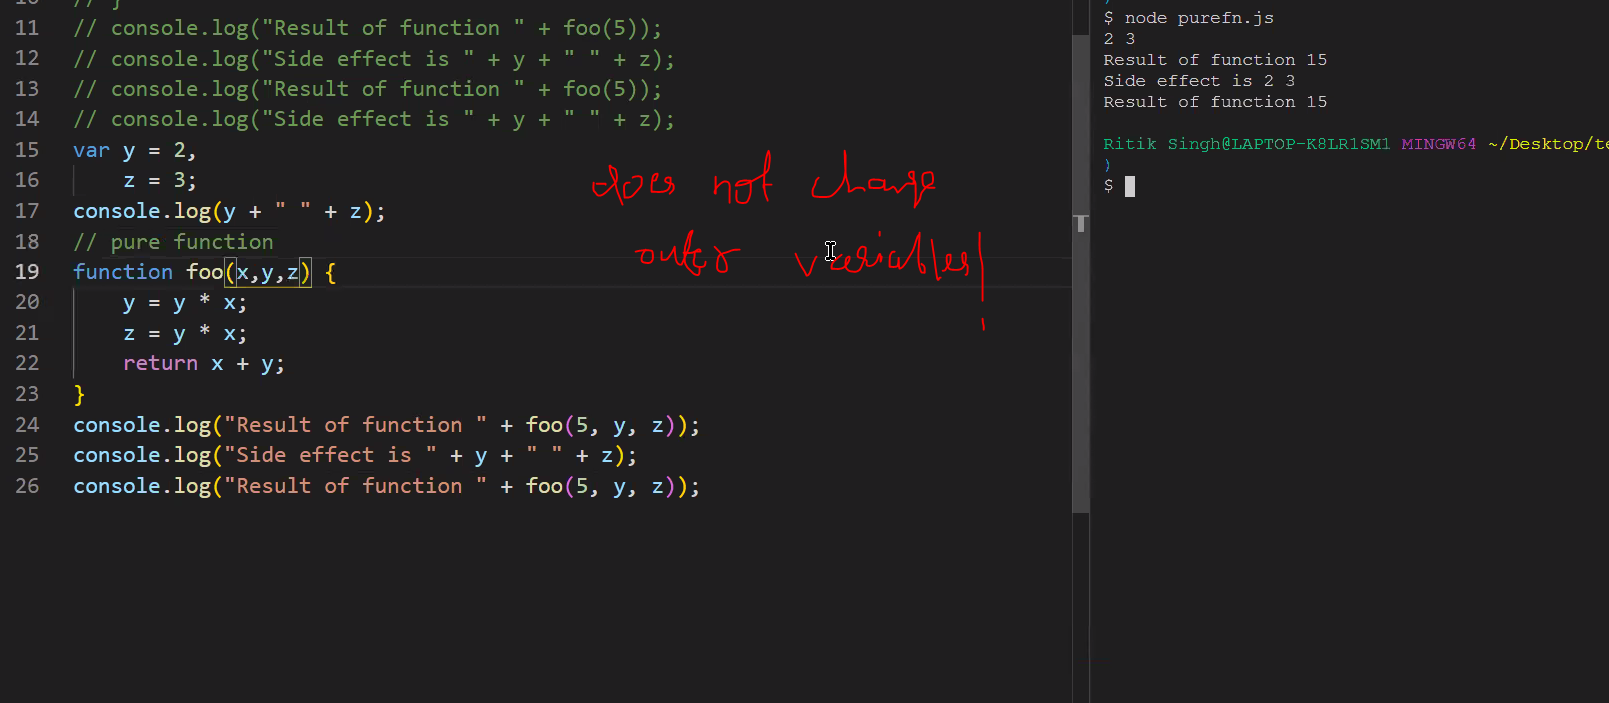 10 // }
11 // console.log("Result of function " + foo(5));
12 // console.log("Side effect is " + y + " " + z);
13 // console.log("Result of function " + foo(5));
14 // console.log("Side effect is " + y + " " + z);
15 var y = 2,
16     z = 3;
17 console.log(y + " " + z);
18 // pure function
19 function foo(x,y,z) {
20     y = y * x;
21     z = y * x;
22     return x + y;
23 }
24 console.log("Result of function " + foo(5, y, z));
25 console.log("Side effect is " + y + " " + z);
26 console.log("Result of function " + foo(5, y, z));
does not change
outer variables!
)
$ node purefn.js
2 3
Result of function 15
Side effect is 2 3
Result of function 15
Ritik Singh@LAPTOP-K8LR1SM1 MINGW64 ~/Desktop/te
)
$